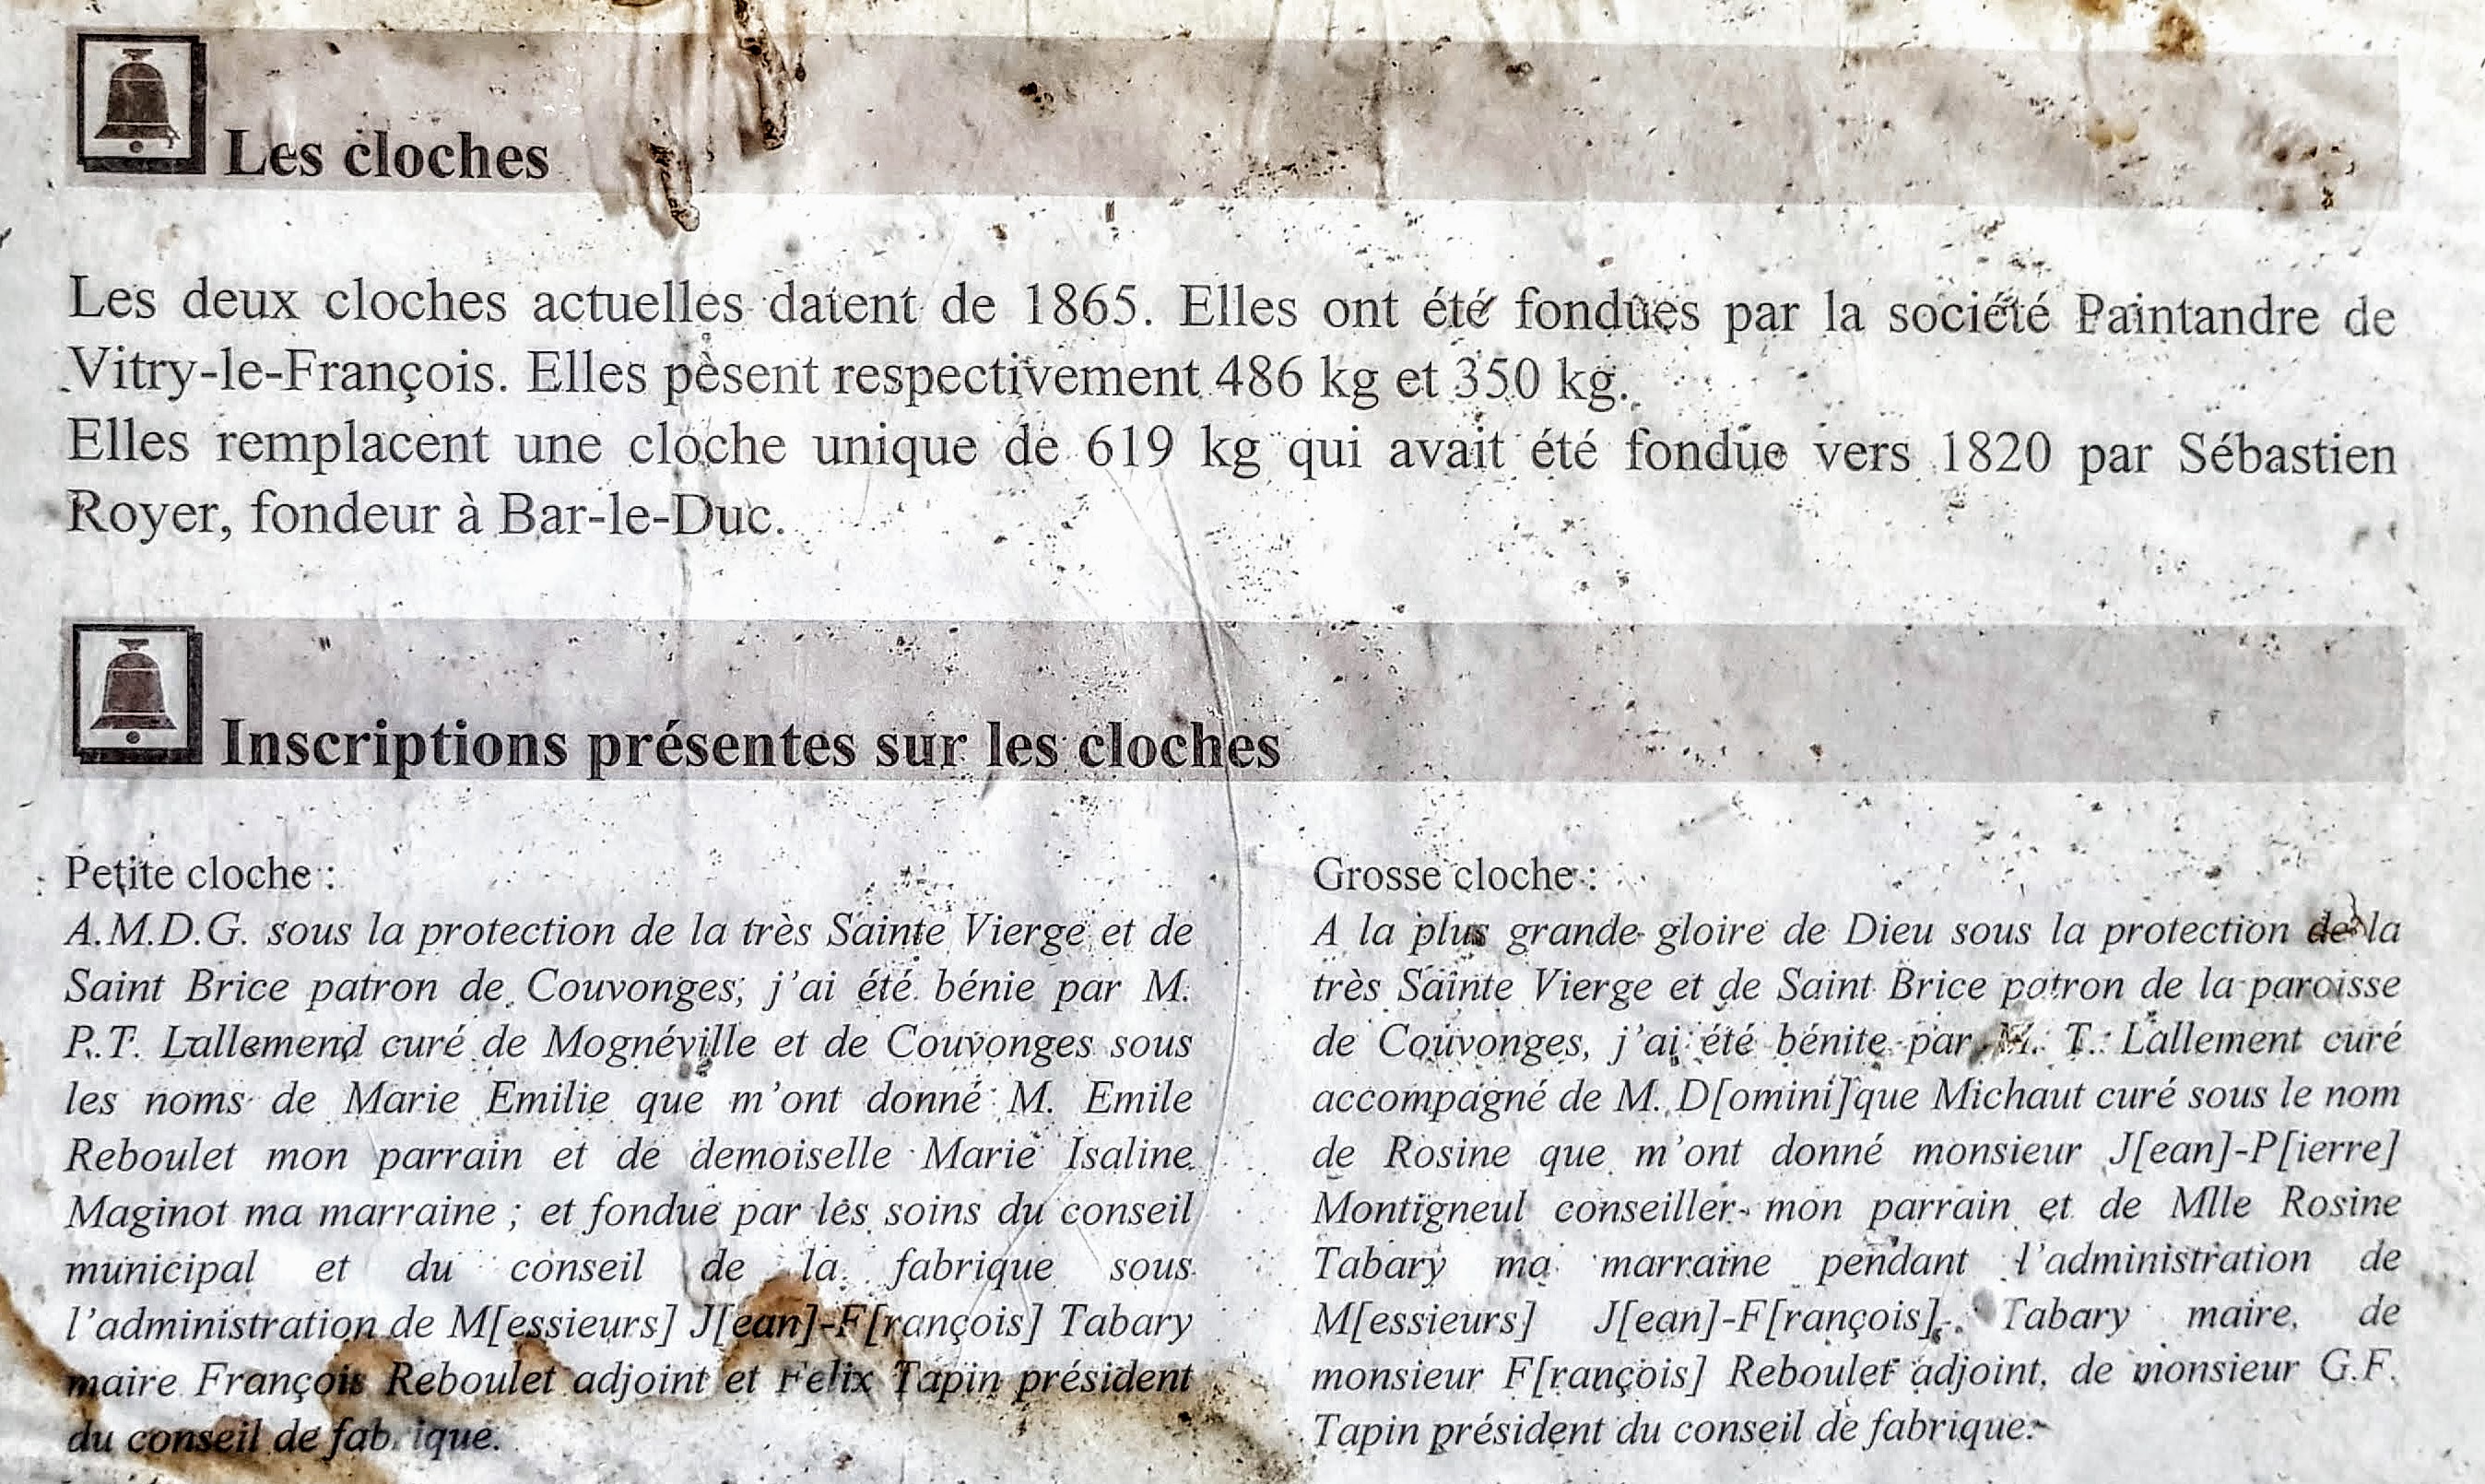 Les cloches
Les deux cloches actuelles datent de 1865. Elles ont été fondues par la société Paintandre de
Vitry-le-François. Elles pèsent respectivement 486 kg et 350 kg.
Elles remplacent une cloche unique de 619 kg qui avait été fondue vers 1820 par Sébastien
Royer, fondeur à Bar-le-Duc.
Inscriptions présentes sur les cloches
Petite cloche :
A.M.D.G. sous la protection de la très Sainte Vierge et de
Saint Brice patron de Couvonges, j'ai été bénie par M.
P.T. Lallemend curé de Mognéville et de Couvonges sous
les noms de Marie Emilie que m'ont donné M. Emile
Reboulet mon parrain et de demoiselle Marie Isaline
Maginot ma marraine ; et fondue par les soins du conseil
municipal et du conseil de la fabrique sous
l'administration de M[essieurs] J[ean]-F[rançois] Tabary
maire François Reboulet adjoint et Felix Tapin président
du conseil de fabrique.
Grosse cloche :
A la plus grande gloire de Dieu sous la protection de la
très Sainte Vierge et de Saint Brice patron de la paroisse
de Couvonges, j'ai été bénite par M. T. Lallement curé
accompagné de M. D[omini]que Michaut curé sous le nom
de Rosine que m'ont donné monsieur J[ean]-P[ierre]
Montigneul conseiller mon parrain et de Mlle Rosine
Tabary ma marraine pendant l'administration de
M[essieurs] J[ean]-F[rançois] Tabary maire, de
monsieur F[rançois] Reboulet adjoint, de monsieur G.F.
Tapin président du conseil de fabrique.